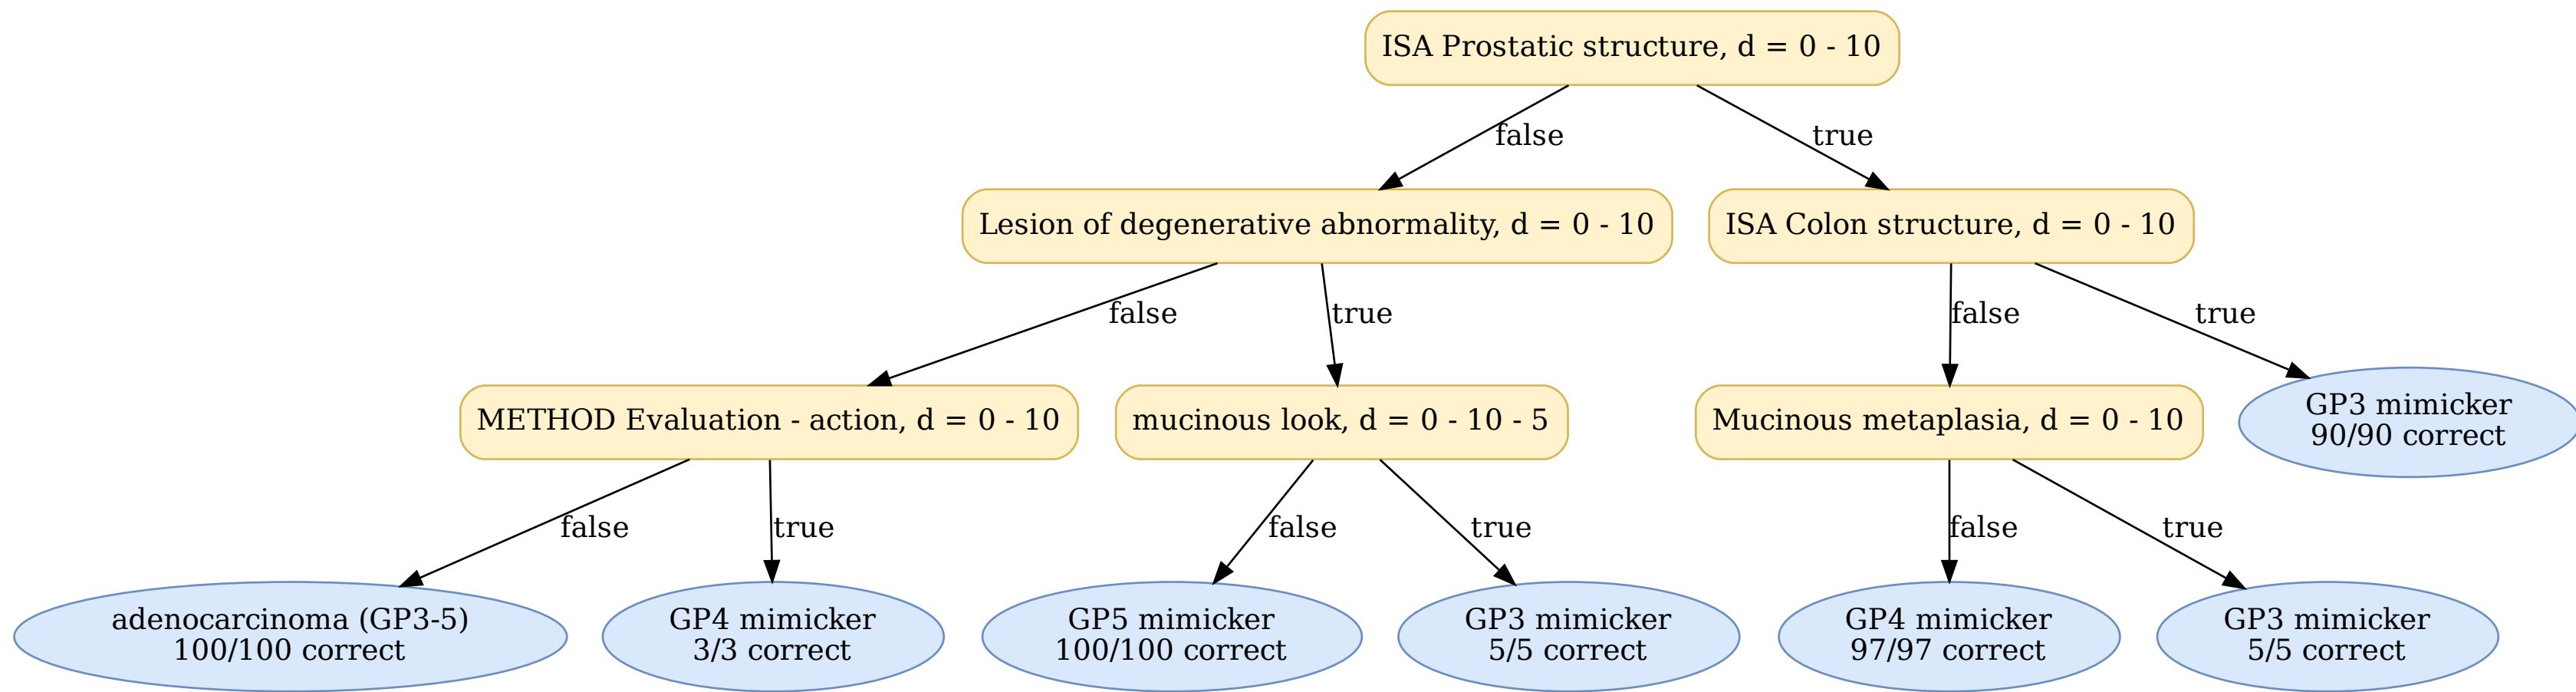 ISA Prostatic structure, d = 0 - 10
false
true
Lesion of degenerative abnormality, d = 0 - 10
ISA Colon structure, d = 0 - 10
false
true
false
true
METHOD Evaluation - action, d = 0 - 10
mucinous look, d = 0 - 10 - 5
Mucinous metaplasia, d = 0 - 10
GP3 mimicker
90/90 correct
false
true
false
true
false
true
adenocarcinoma (GP3-5)
100/100 correct
GP4 mimicker
3/3 correct
GP5 mimicker
100/100 correct
GP3 mimicker
5/5 correct
GP4 mimicker
97/97 correct
GP3 mimicker
5/5 correct